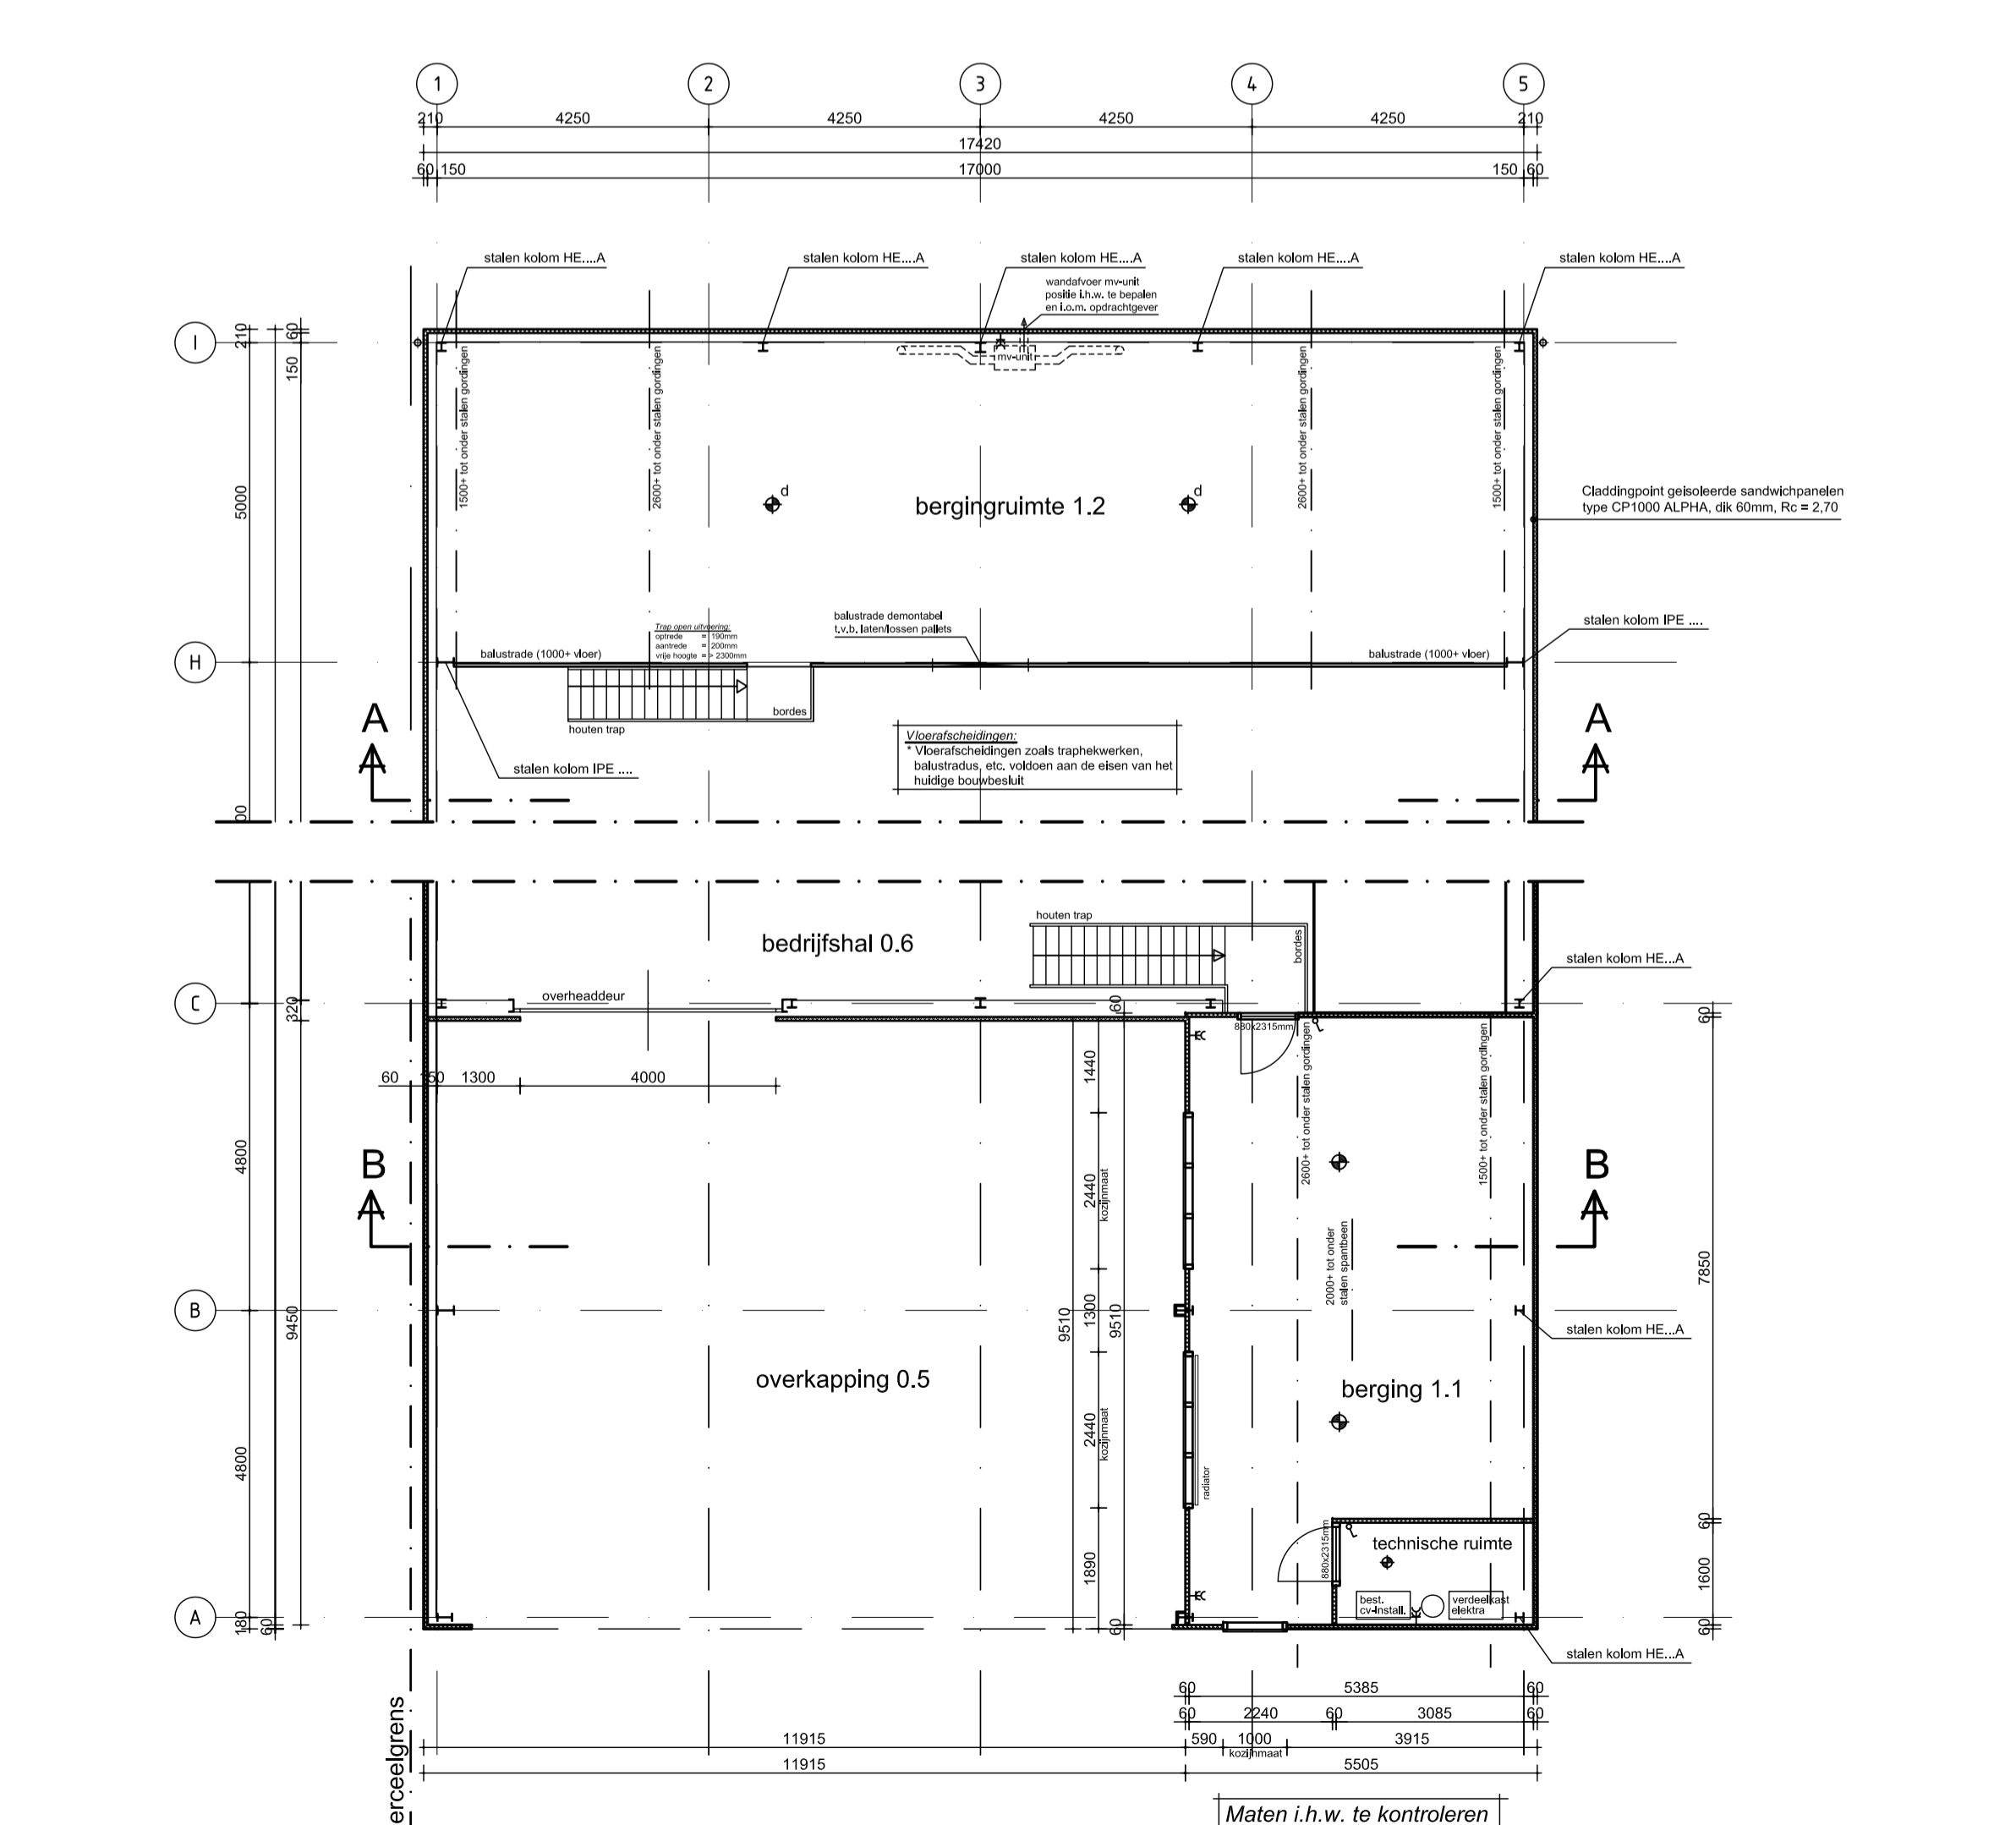 1 2 3 4 5
210 4250 4250 4250 4250 210
17420
60 150 17000 150 60
stalen kolom HE....A
stalen kolom HE....A
stalen kolom HE....A
stalen kolom HE....A
stalen kolom HE....A
wandafvoer mv-unit
positie i.h.w. te bepalen
en i.o.m. opdrachtgever
I
210
60
150
mv-unit
1500+ tot onder stalen gordingen
2600+ tot onder stalen gordingen
2600+ tot onder stalen gordingen
1500+ tot onder stalen gordingen
5000
d
d
bergingruimte 1.2
Claddingpoint geisoleerde sandwichpanelen
type CP1000 ALPHA, dik 60mm, Rc = 2,70
balustrade demontabel
t.v.b. laten/lossen pallets
stalen kolom IPE ....
Trap open uitvoering:
optrede = 190mm
aantrede = 200mm
vrije hoogte = > 2300mm
H
balustrade (1000+ vloer)
balustrade (1000+ vloer)
bordes
houten trap
A
A
Vloerafscheidingen:
* Vloerafscheidingen zoals traphekwerken,
balustradus, etc. voldoen aan de eisen van het
huidige bouwbesluit
stalen kolom IPE ....
houten trap
bedrijfshal 0.6
bordes
stalen kolom HE...A
C
320
overheaddeur
60
60
880x2315mm
60 150 1300 4000
1440
2600+ tot onder stalen gordingen
1500+ tot onder stalen gordingen
4800
B
B
2440
kozijnmaat
2000+ tot onder
stalen spantbeen
7850
B
9450
9510
1300
9510
stalen kolom HE...A
overkapping 0.5
berging 1.1
4800
2440
kozijnmaat
radiator
60
technische ruimte
880x2315mm
1890
1600
best.
cv-install.
verdeelkast
elektra
A
180
60
60
60
stalen kolom HE...A
60 5385 60
60 2240 60 3085 60
11915 590 1000 3915
kozijnmaat
11915 5505
erceelgrens
Maten i.h.w. te kontroleren